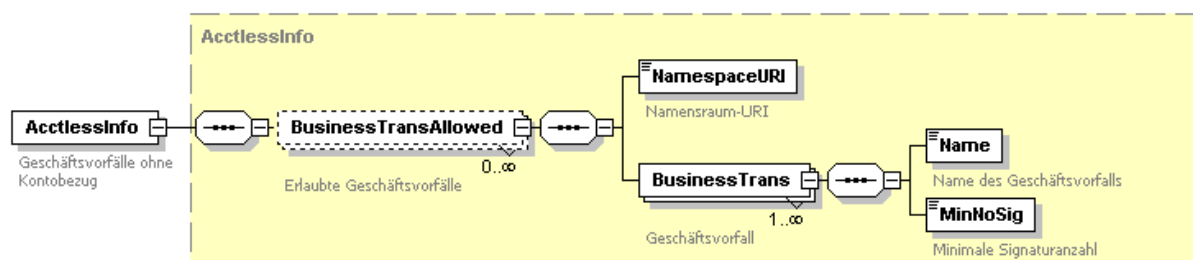 AcctlessInfo
AcctlessInfo
Geschäftsvorfälle ohne
Kontobezug
BusinessTransAllowed
0..∞
Erlaubte Geschäftsvorfälle
NamespaceURI
Namensraum-URI
BusinessTrans
1..∞
Geschäftsvorfall
Name
Name des Geschäftsvorfalls
MinNoSig
Minimale Signaturanzahl